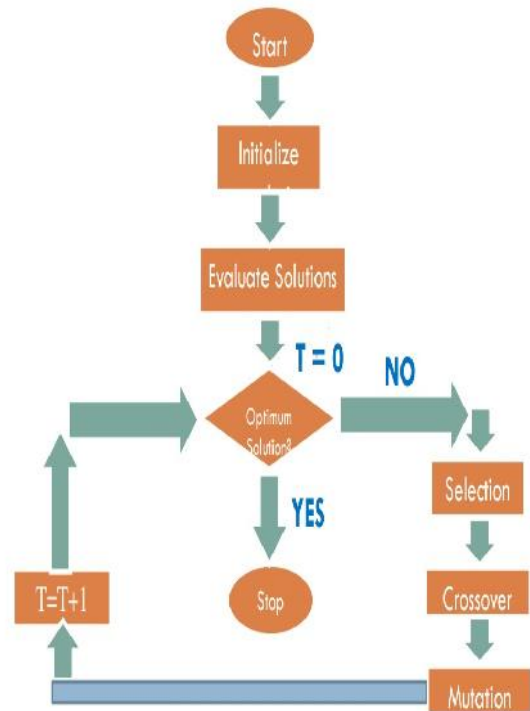 Start
Initialize
Evaluate Solutions
T = 0
NO
Optimum
Solution?
YES
Selection
Stop
T=T+1
Crossover
Mutation